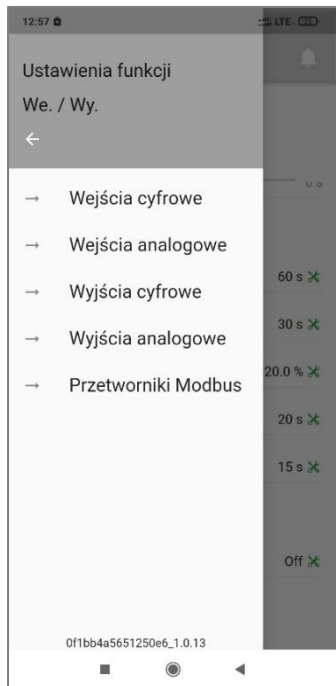 12:57
LTE
Ustawienia funkcji
We. / Wy.
Wejścia cyfrowe
Wejścia analogowe
Wyjścia cyfrowe
Wyjścia analogowe
Przetworniki Modbus
60 s
30 s
20.0 %
20 s
15 s
Off
0f1bb4a5651250e6_1.0.13